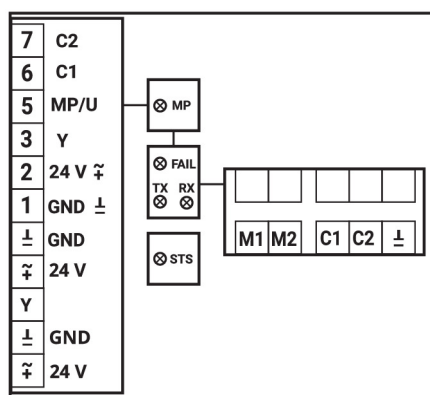 7 C2
6 C1
5 MP/U
3 Y
2 24 V ⍨
1 GND ⊥
⊥ GND
⍨ 24 V
Y
⊥ GND
⍨ 24 V
MP
FAIL
TX RX
STS
M1 M2 C1 C2 ⊥